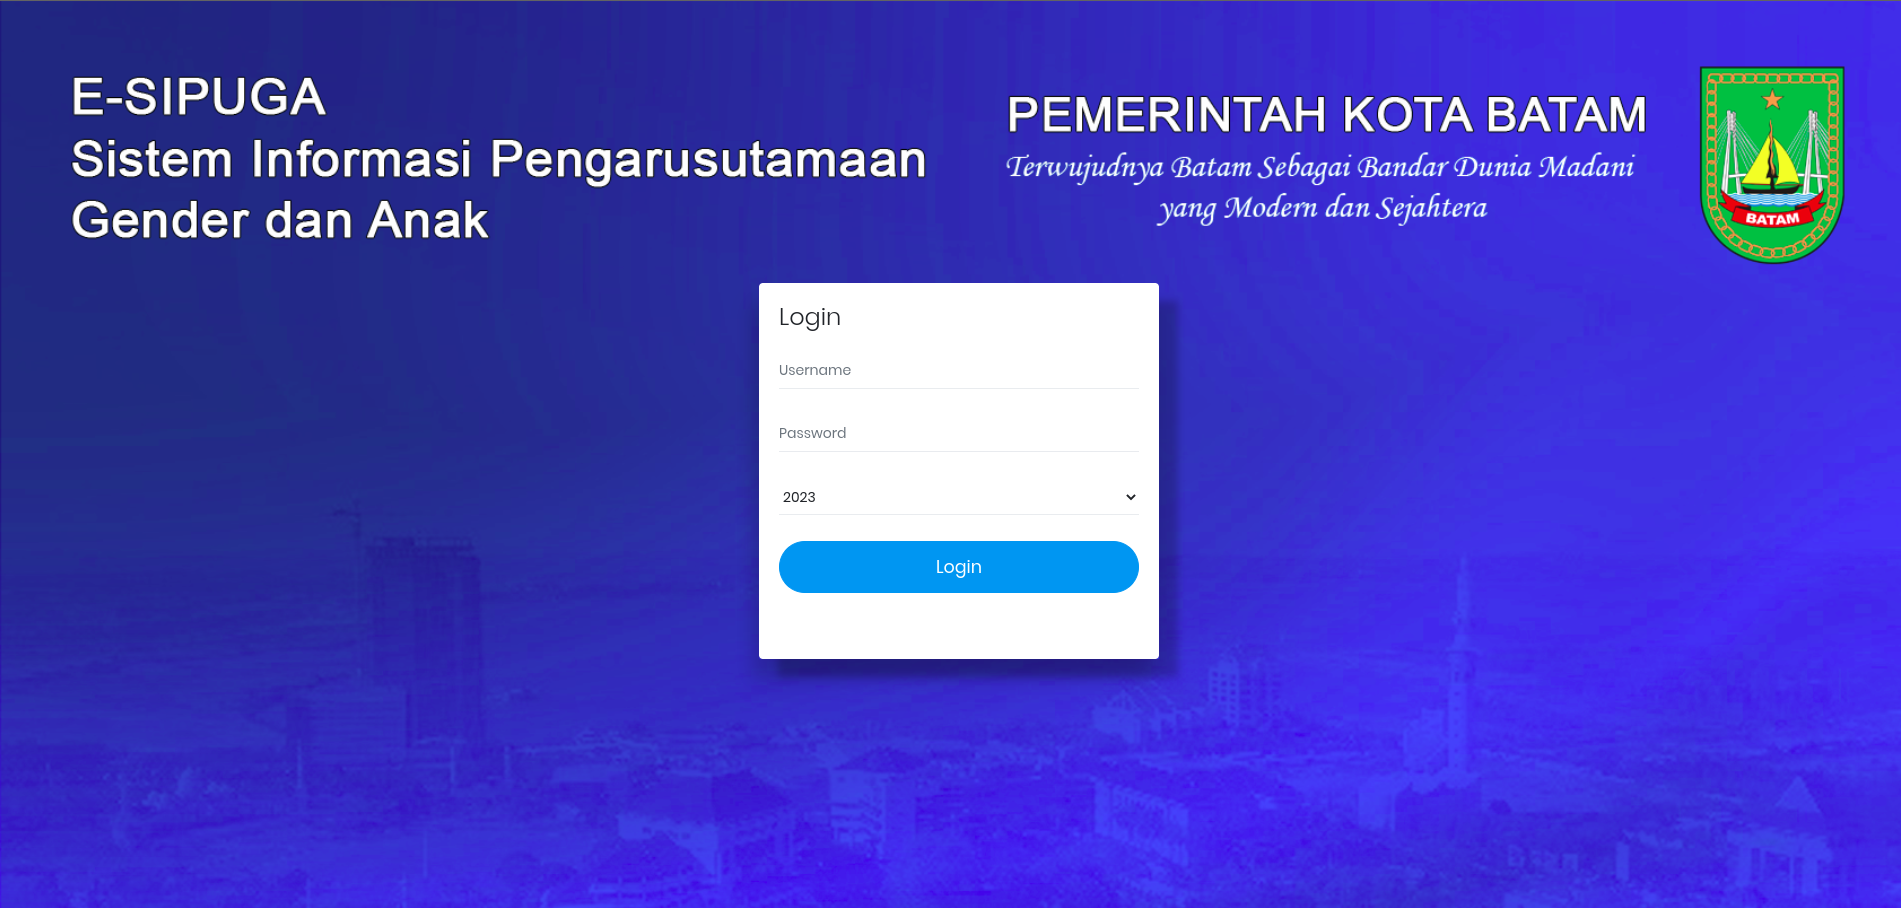 E-SIPUGA
Sistem Informasi Pengarusutamaan
Gender dan Anak
PEMERINTAH KOTA BATAM
Terwujudnya Batam Sebagai Bandar Dunia Madani
yang Modern dan Sejahtera
BATAM
Login
Username
Password
2023
Login